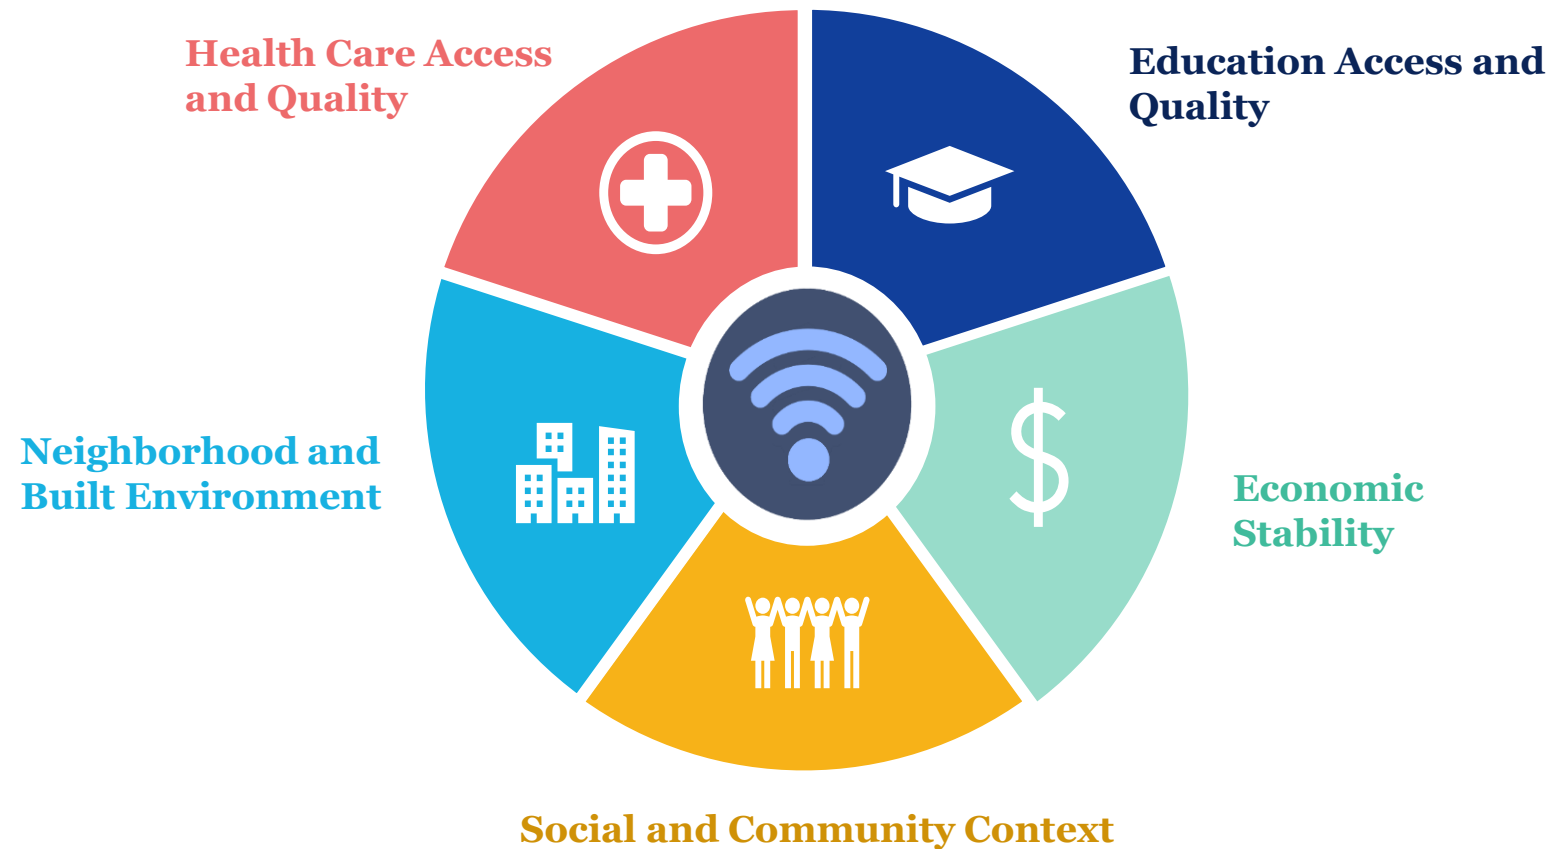 Health Care Access
and Quality
Education Access and
Quality
Neighborhood and
Built Environment
Economic
Stability
Social and Community Context